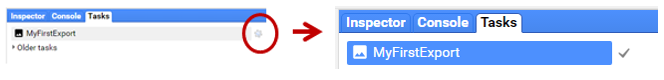 Inspector Console Tasks
MyFirstExport
Older tasks
Inspector Console Tasks
MyFirstExport